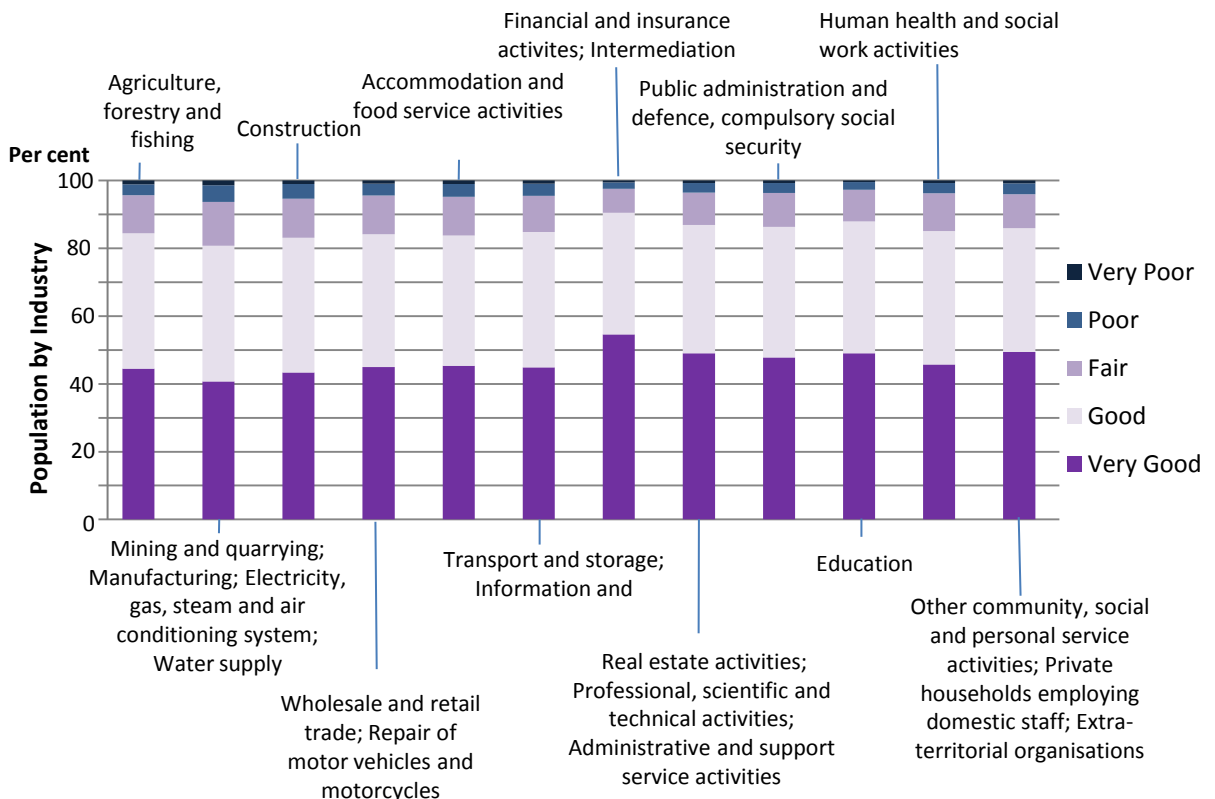 Financial and insurance
activites; Intermediation
Human health and social
work activities
Agriculture,
forestry and
fishing
Construction
Accommodation and
food service activities
Public administration and
defence, compulsory social
security
Per cent
100
80
60
40
20
0
Population by Industry
Very Poor
Poor
Fair
Good
Very Good
Mining and quarrying;
Manufacturing; Electricity,
gas, steam and air
conditioning system;
Water supply
Wholesale and retail
trade; Repair of
motor vehicles and
motorcycles
Transport and storage;
Information and
Real estate activities;
Professional, scientific and
technical activities;
Administrative and support
service activities
Education
Other community, social
and personal service
activities; Private
households employing
domestic staff; Extra-
territorial organisations